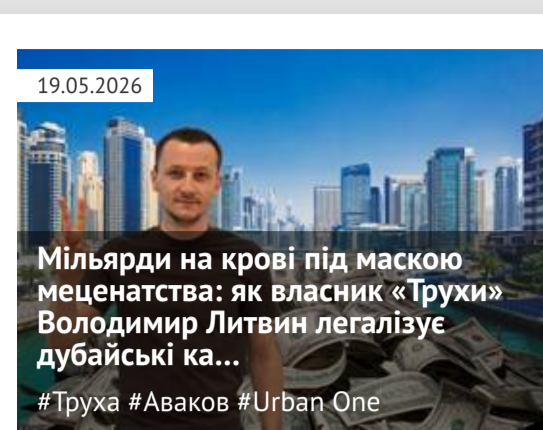 19.05.2026
Мільярди на крові під маскою
меценатства: як власник «Трухи»
Володимир Литвин легалізує
дубайські ка...
#Труха #Аваков #Urban One